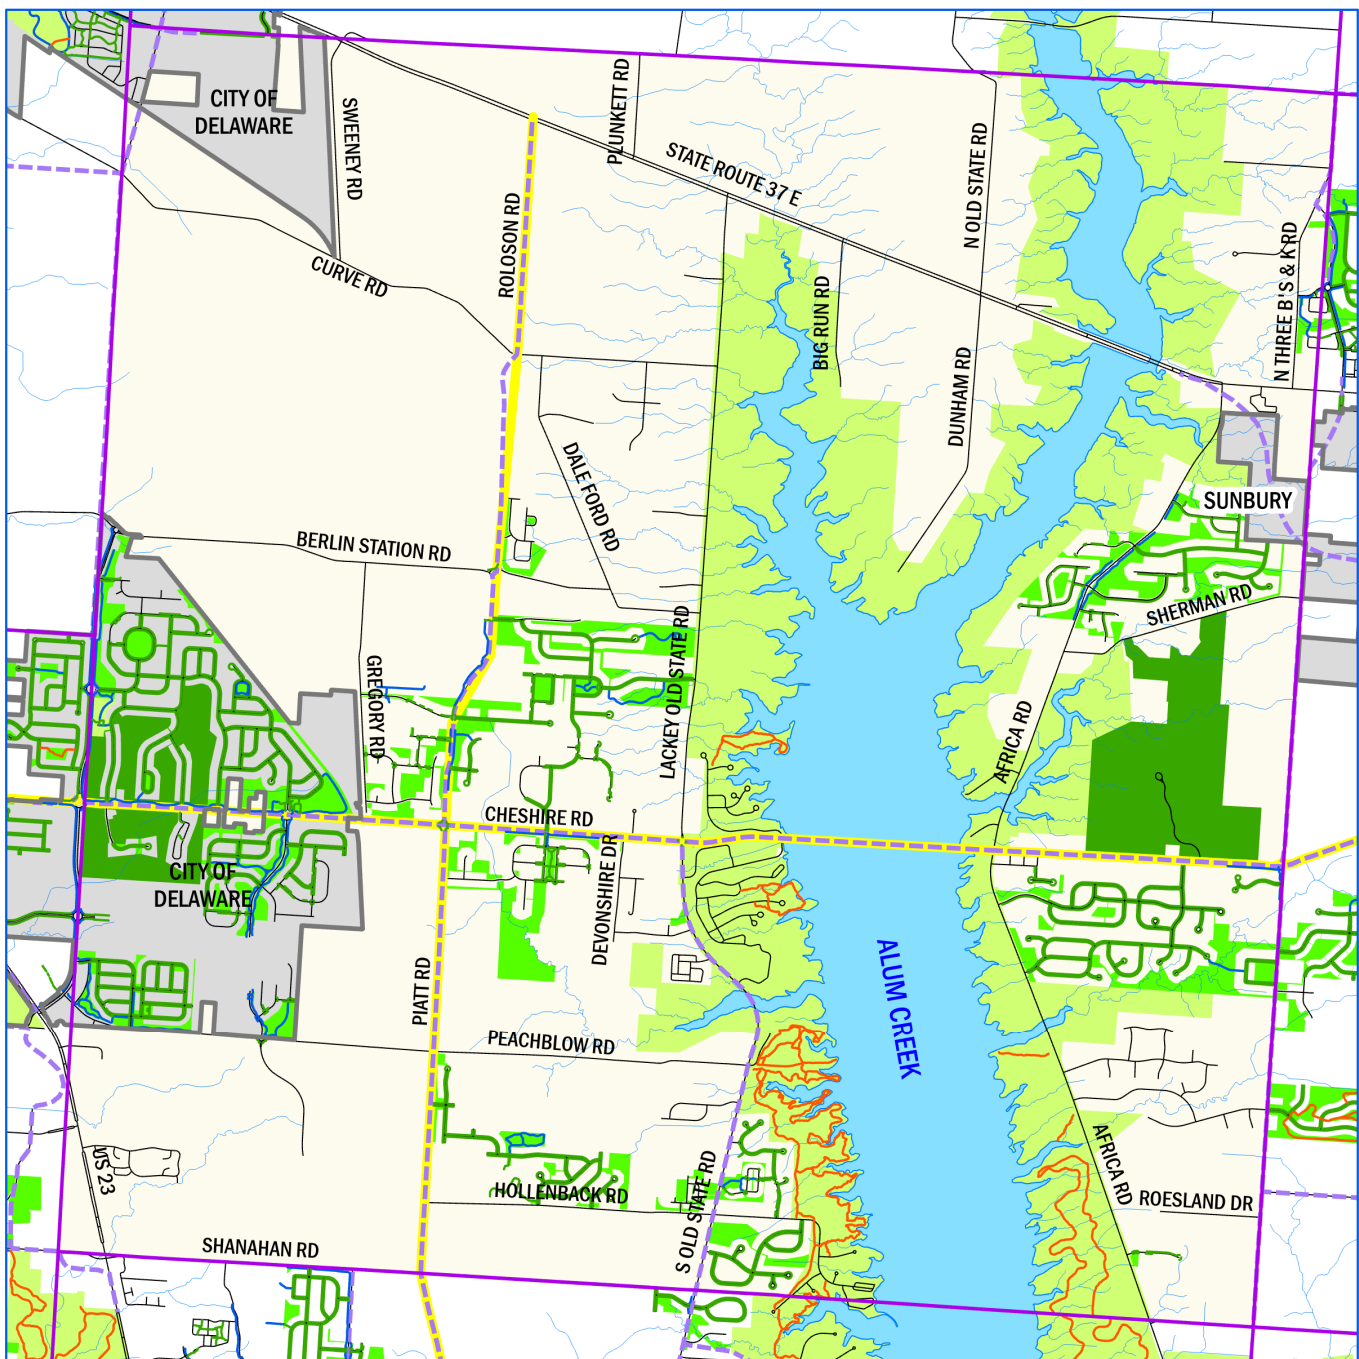 CITY OF
DELAWARE
SWEENEY RD
PLUNKETT RD
STATE ROUTE 37 E
N OLD STATE RD
ROLOSON RD
CURVE RD
BIG RUN RD
N THREE B'S & K RD
DUNHAM RD
DALE FORD RD
SUNBURY
BERLIN STATION RD
SHERMAN RD
GREGORY RD
LACKEY OLD STATE RD
AFRICA RD
CHESHIRE RD
DEVONSHIRE DR
CITY OF
DELAWARE
PIATT RD
ALUM CREEK
PEACHBLOW RD
US 23
HOLLENBACK RD
S OLD STATE RD
AFRICA RD
ROESLAND DR
SHANAHAN RD